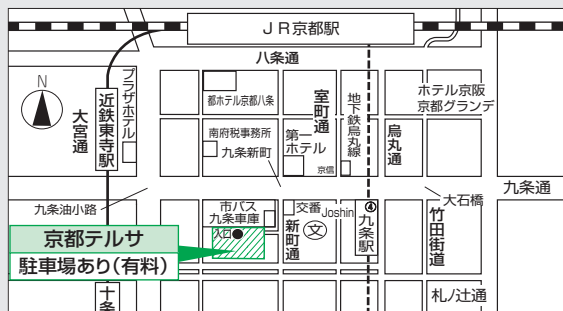 JR京都駅
八条通
N
プラザホテル
近鉄東寺駅
大宮通
都ホテル京都八条
室町通
地下鉄烏丸線
ホテル京阪
京都グランデ
南府税事務所
第一
ホテル
烏丸通
九条新町
京信
大石橋
九条通
九条油小路
市バス
九条車庫
交番
Joshin
④
九条駅
竹田街道
入口
新町通
文
京都テルサ
駐車場あり(有料)
十条
札ノ辻通